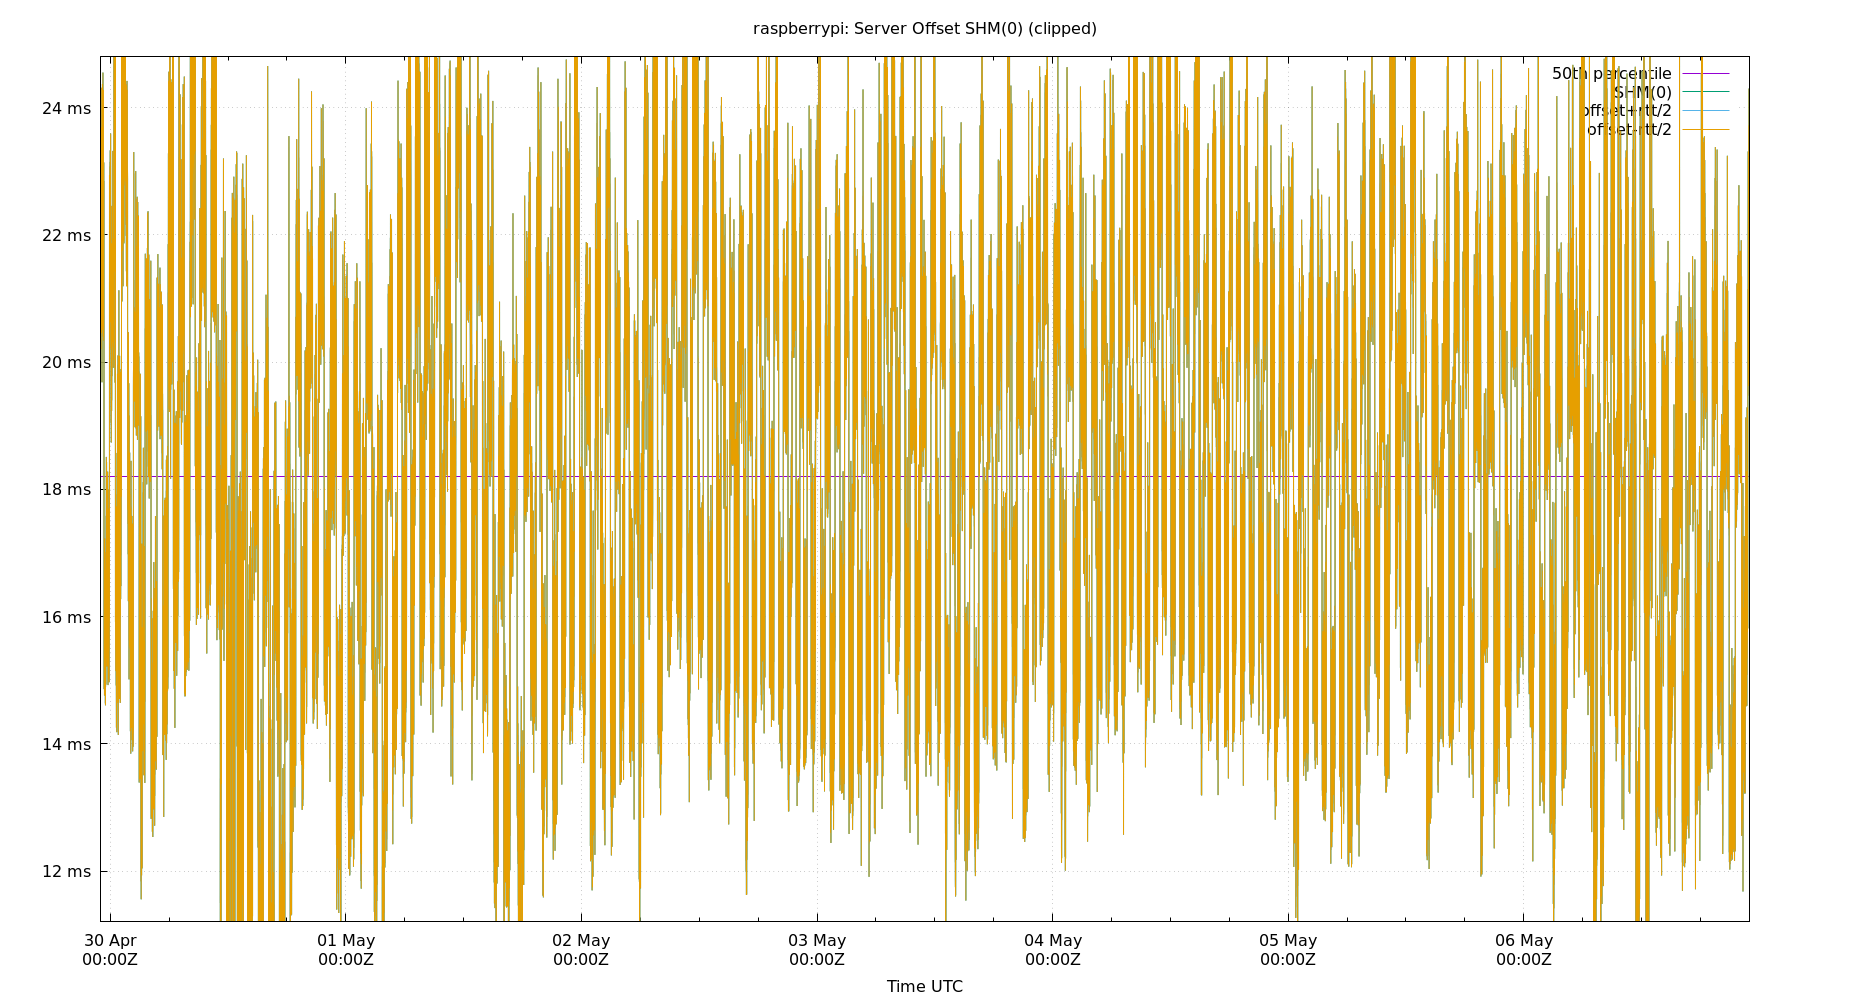 raspberrypi: Server Offset SHM(0) (clipped)
50th percentile
SHM(0)
offset+rtt/2
offset-rtt/2
24 ms
22 ms
20 ms
18 ms
16 ms
14 ms
12 ms
30 Apr
00:00Z
01 May
00:00Z
02 May
00:00Z
03 May
00:00Z
04 May
00:00Z
05 May
00:00Z
06 May
00:00Z
Time UTC